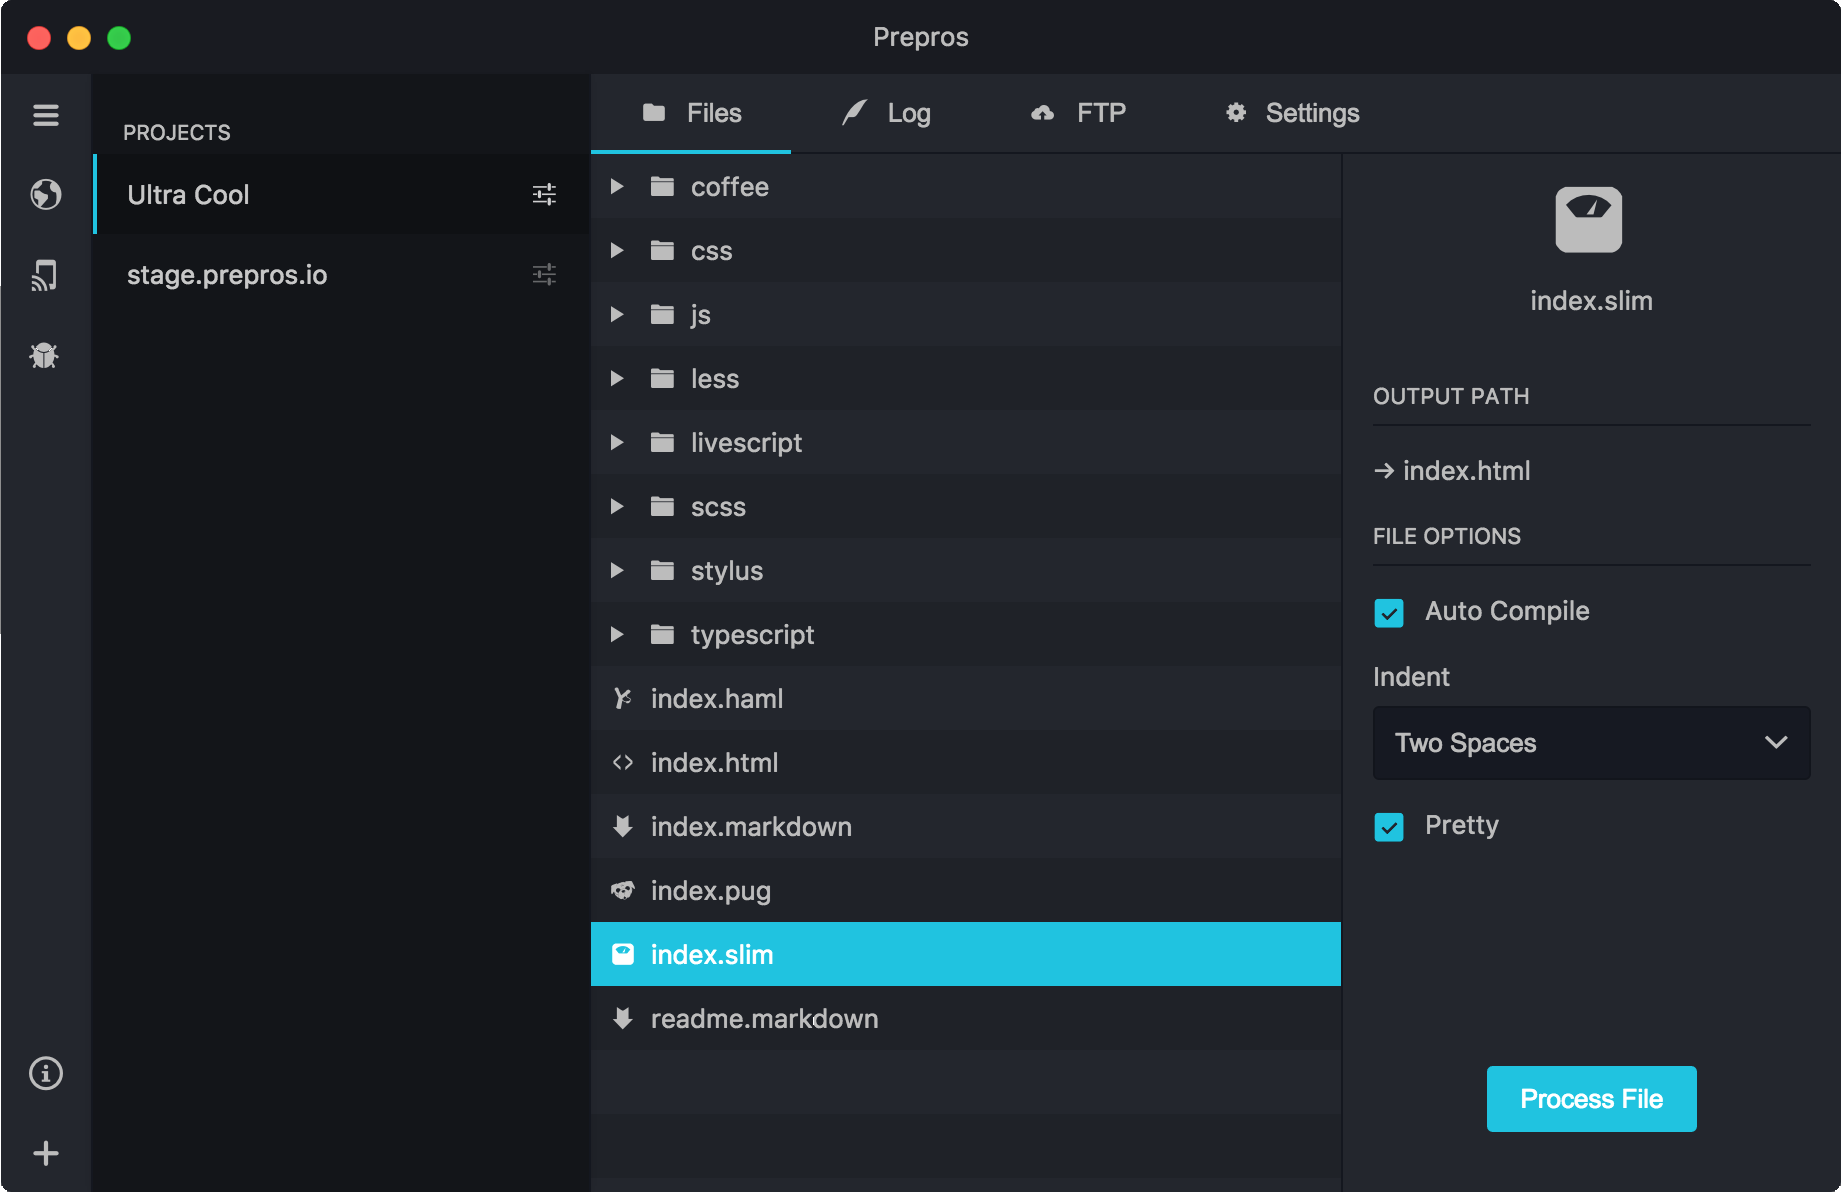 Prepros
PROJECTS
Ultra Cool
stage.prepros.io
Files
Log
FTP
Settings
coffee
css
js
less
livescript
scss
stylus
typescript
index.haml
index.html
index.markdown
index.pug
index.slim
readme.markdown
index.slim
OUTPUT PATH
→ index.html
FILE OPTIONS
Auto Compile
Indent
Two Spaces
Pretty
Process File